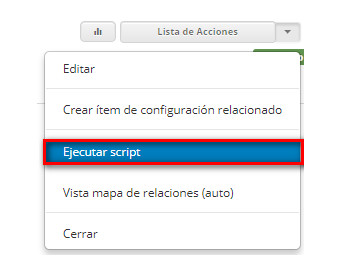 Lista de Acciones
Editar
Crear ítem de configuración relacionado
Ejecutar script
Vista mapa de relaciones (auto)
Cerrar